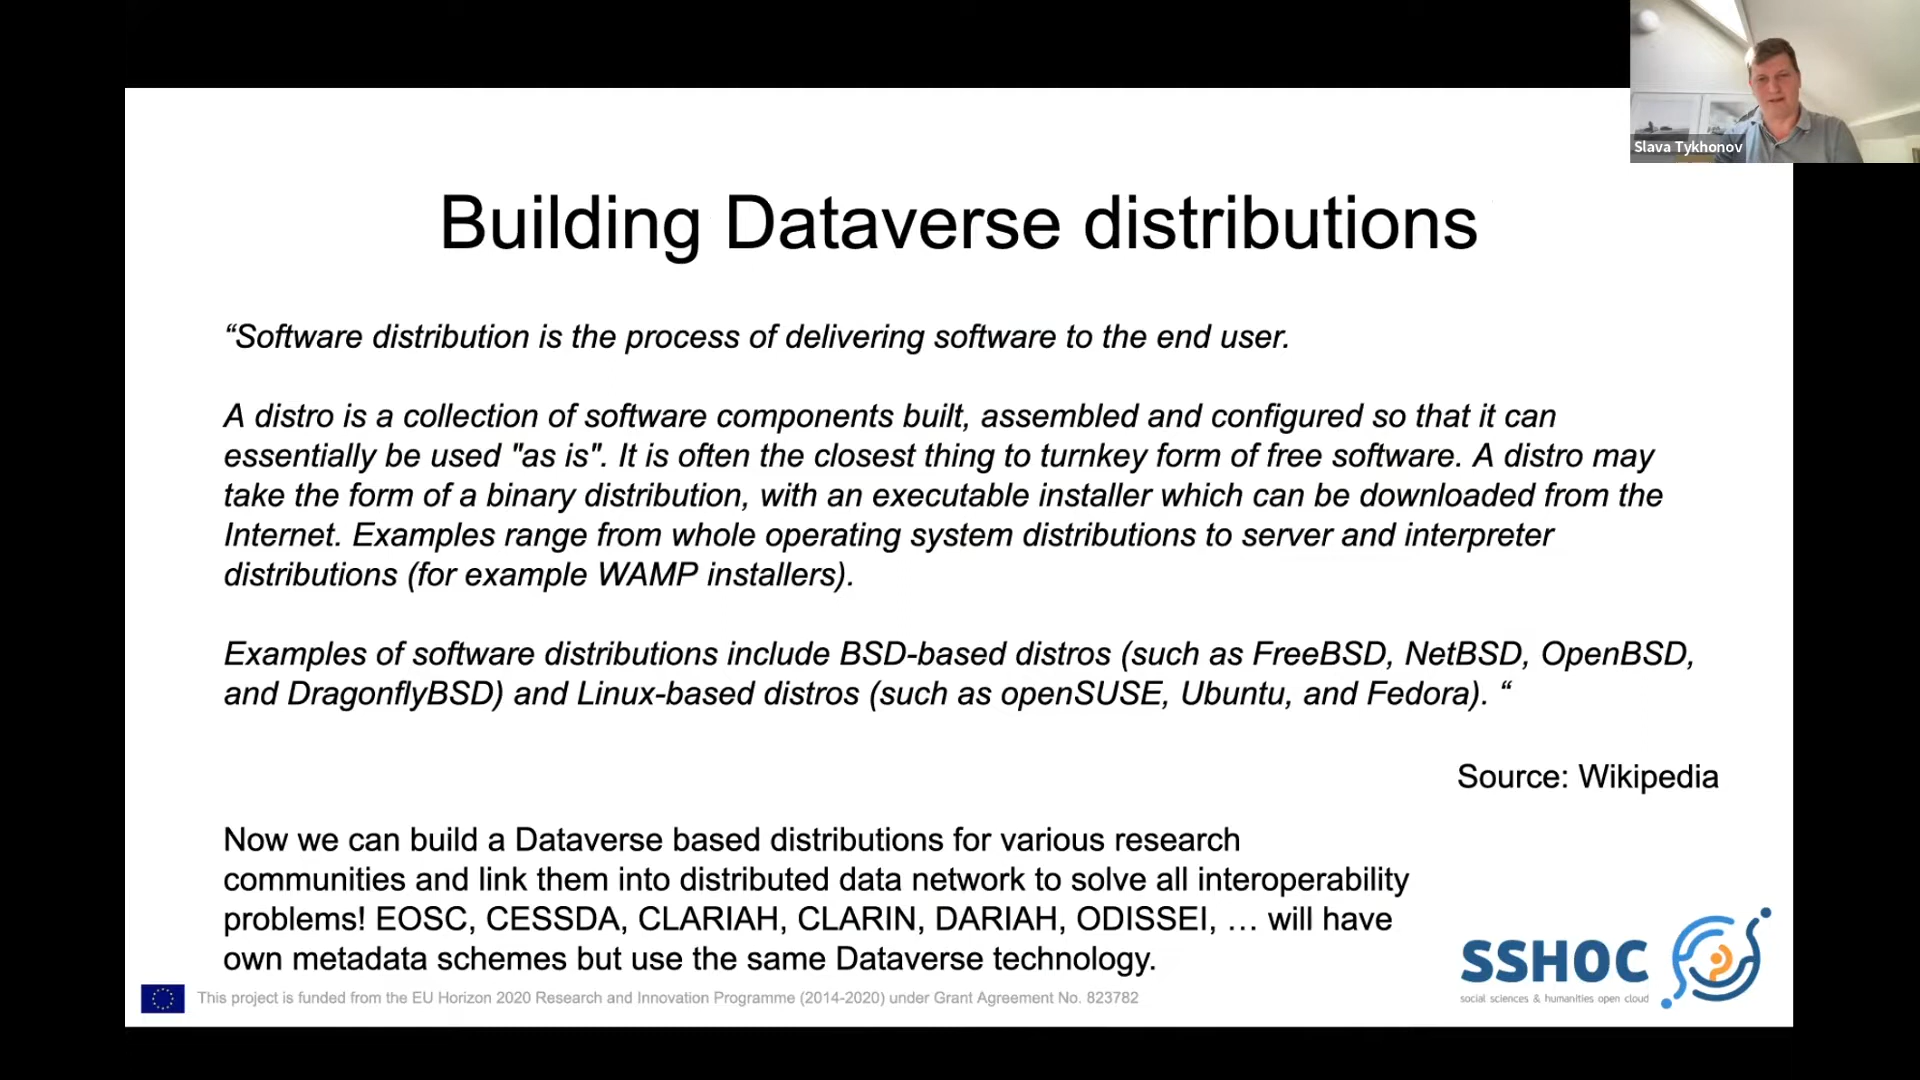 Slava Tykhonov
Building Dataverse distributions
“Software distribution is the process of delivering software to the end user.
A distro is a collection of software components built, assembled and configured so that it can
essentially be used "as is". It is often the closest thing to turnkey form of free software. A distro may
take the form of a binary distribution, with an executable installer which can be downloaded from the
Internet. Examples range from whole operating system distributions to server and interpreter
distributions (for example WAMP installers).
Examples of software distributions include BSD-based distros (such as FreeBSD, NetBSD, OpenBSD,
and DragonflyBSD) and Linux-based distros (such as openSUSE, Ubuntu, and Fedora). “
Source: Wikipedia
Now we can build a Dataverse based distributions for various research
communities and link them into distributed data network to solve all interoperability
problems! EOSC, CESSDA, CLARIAH, CLARIN, DARIAH, ODISSEI, … will have
own metadata schemes but use the same Dataverse technology.
SSHOC
social sciences & humanities open cloud
This project is funded from the EU Horizon 2020 Research and Innovation Programme (2014-2020) under Grant Agreement No. 823782